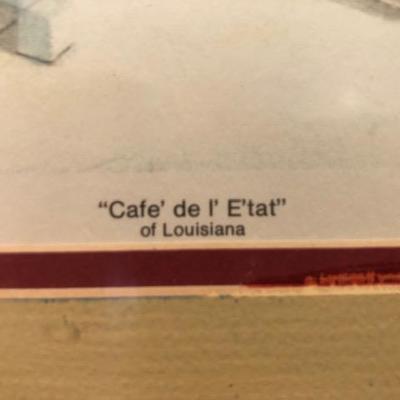 “Cafe’ de l’ E’tat”
of Louisiana